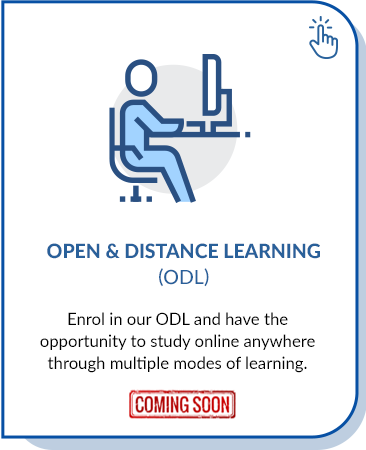 OPEN & DISTANCE LEARNING
(ODL)
Enrol in our ODL and have the
opportunity to study online anywhere
through multiple modes of learning.
COMING SOON